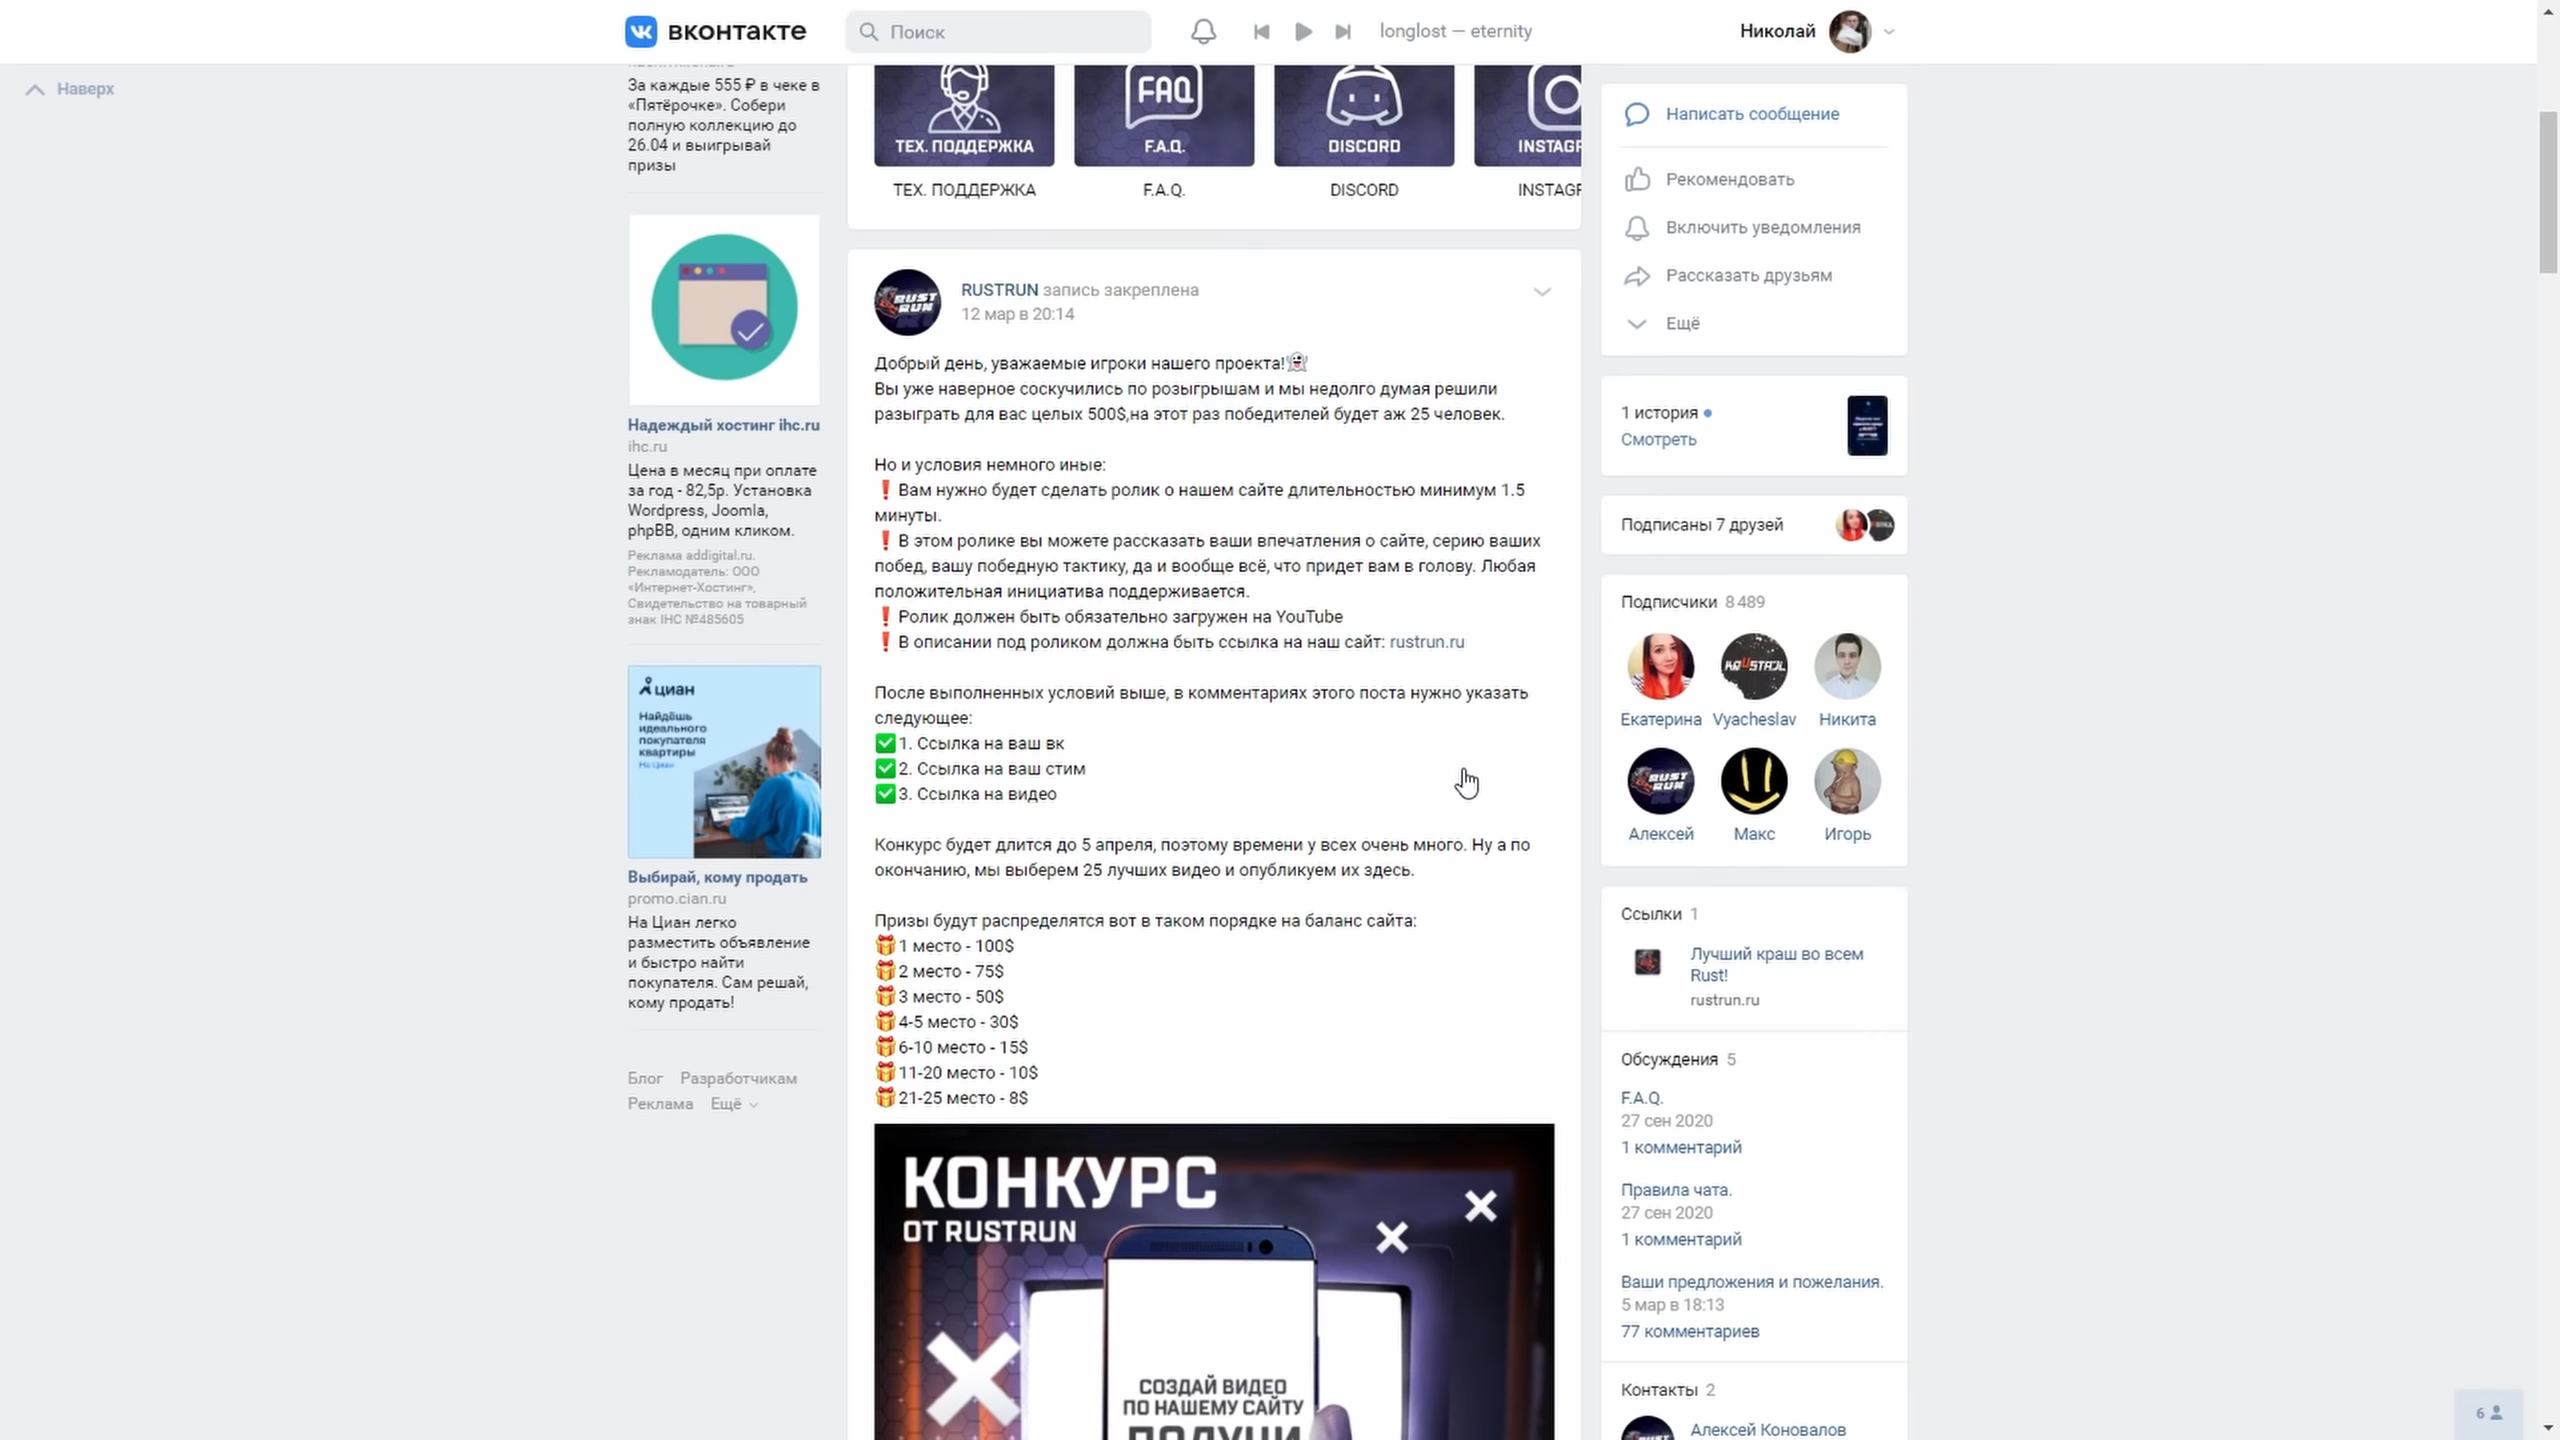 вконтакте
Поиск
longlost — eternity
Николай
Наверх
За каждые 555 ₽ в чеке в
«Пятёрочке». Собери
полную коллекцию до
26.04 и выигрывай
призы
Надеждый хостинг ihc.ru
ihc.ru
Цена в месяц при оплате
за год - 82,5р. Установка
Wordpress, Joomla,
phpBB, одним кликом.
Реклама addigital.ru.
Рекламодатель: ООО
«Интернет-Хостинг»,
Свидетельство на товарный
знак IHC №485605
циан
Найдёшь
идеального
покупателя
квартиры
На Циан
Выбирай, кому продать
promo.cian.ru
На Циан легко
разместить объявление
и быстро найти
покупателя. Сам решай,
кому продать!
Блог Разработчикам
Реклама Ещё
FAQ
ТЕХ. ПОДДЕРЖКА F.A.Q. DISCORD INSTAGR
ТЕХ. ПОДДЕРЖКА F.A.Q. DISCORD INSTAGR
RUST RUN
RUSTRUN запись закреплена
12 мар в 20:14
Добрый день, уважаемые игроки нашего проекта!👻
Вы уже наверное соскучились по розыгрышам и мы недолго думая решили
разыграть для вас целых 500$,на этот раз победителей будет аж 25 человек.
Но и условия немного иные:
❗Вам нужно будет сделать ролик о нашем сайте длительностью минимум 1.5
минуты.
❗В этом ролике вы можете рассказать ваши впечатления о сайте, серию ваших
побед, вашу победную тактику, да и вообще всё, что придет вам в голову. Любая
положительная инициатива поддерживается.
❗Ролик должен быть обязательно загружен на YouTube
❗В описании под роликом должна быть ссылка на наш сайт: rustrun.ru
После выполненных условий выше, в комментариях этого поста нужно указать
следующее:
✅1. Ссылка на ваш вк
✅2. Ссылка на ваш стим
✅3. Ссылка на видео
Конкурс будет длится до 5 апреля, поэтому времени у всех очень много. Ну а по
окончанию, мы выберем 25 лучших видео и опубликуем их здесь.
Призы будут распределятся вот в таком порядке на баланс сайта:
🎁1 место - 100$
🎁2 место - 75$
🎁3 место - 50$
🎁4-5 место - 30$
🎁6-10 место - 15$
🎁11-20 место - 10$
🎁21-25 место - 8$
КОНКУРС
ОТ RUSTRUN
СОЗДАЙ ВИДЕО
ПО НАШЕМУ САЙТУ
ПОЛУЧИ
Написать сообщение
Рекомендовать
Включить уведомления
Рассказать друзьям
Ещё
1 история
Смотреть
Подписаны 7 друзей
Подписчики 8 489
Екатерина Vyacheslav Никита
RUST RUN
Алексей Макс Игорь
Ссылки 1
Лучший краш во всем
Rust!
rustrun.ru
Обсуждения 5
F.A.Q.
27 сен 2020
1 комментарий
Правила чата.
27 сен 2020
1 комментарий
Ваши предложения и пожелания.
5 мар в 18:13
77 комментариев
Контакты 2
Алексей Коновалов
6